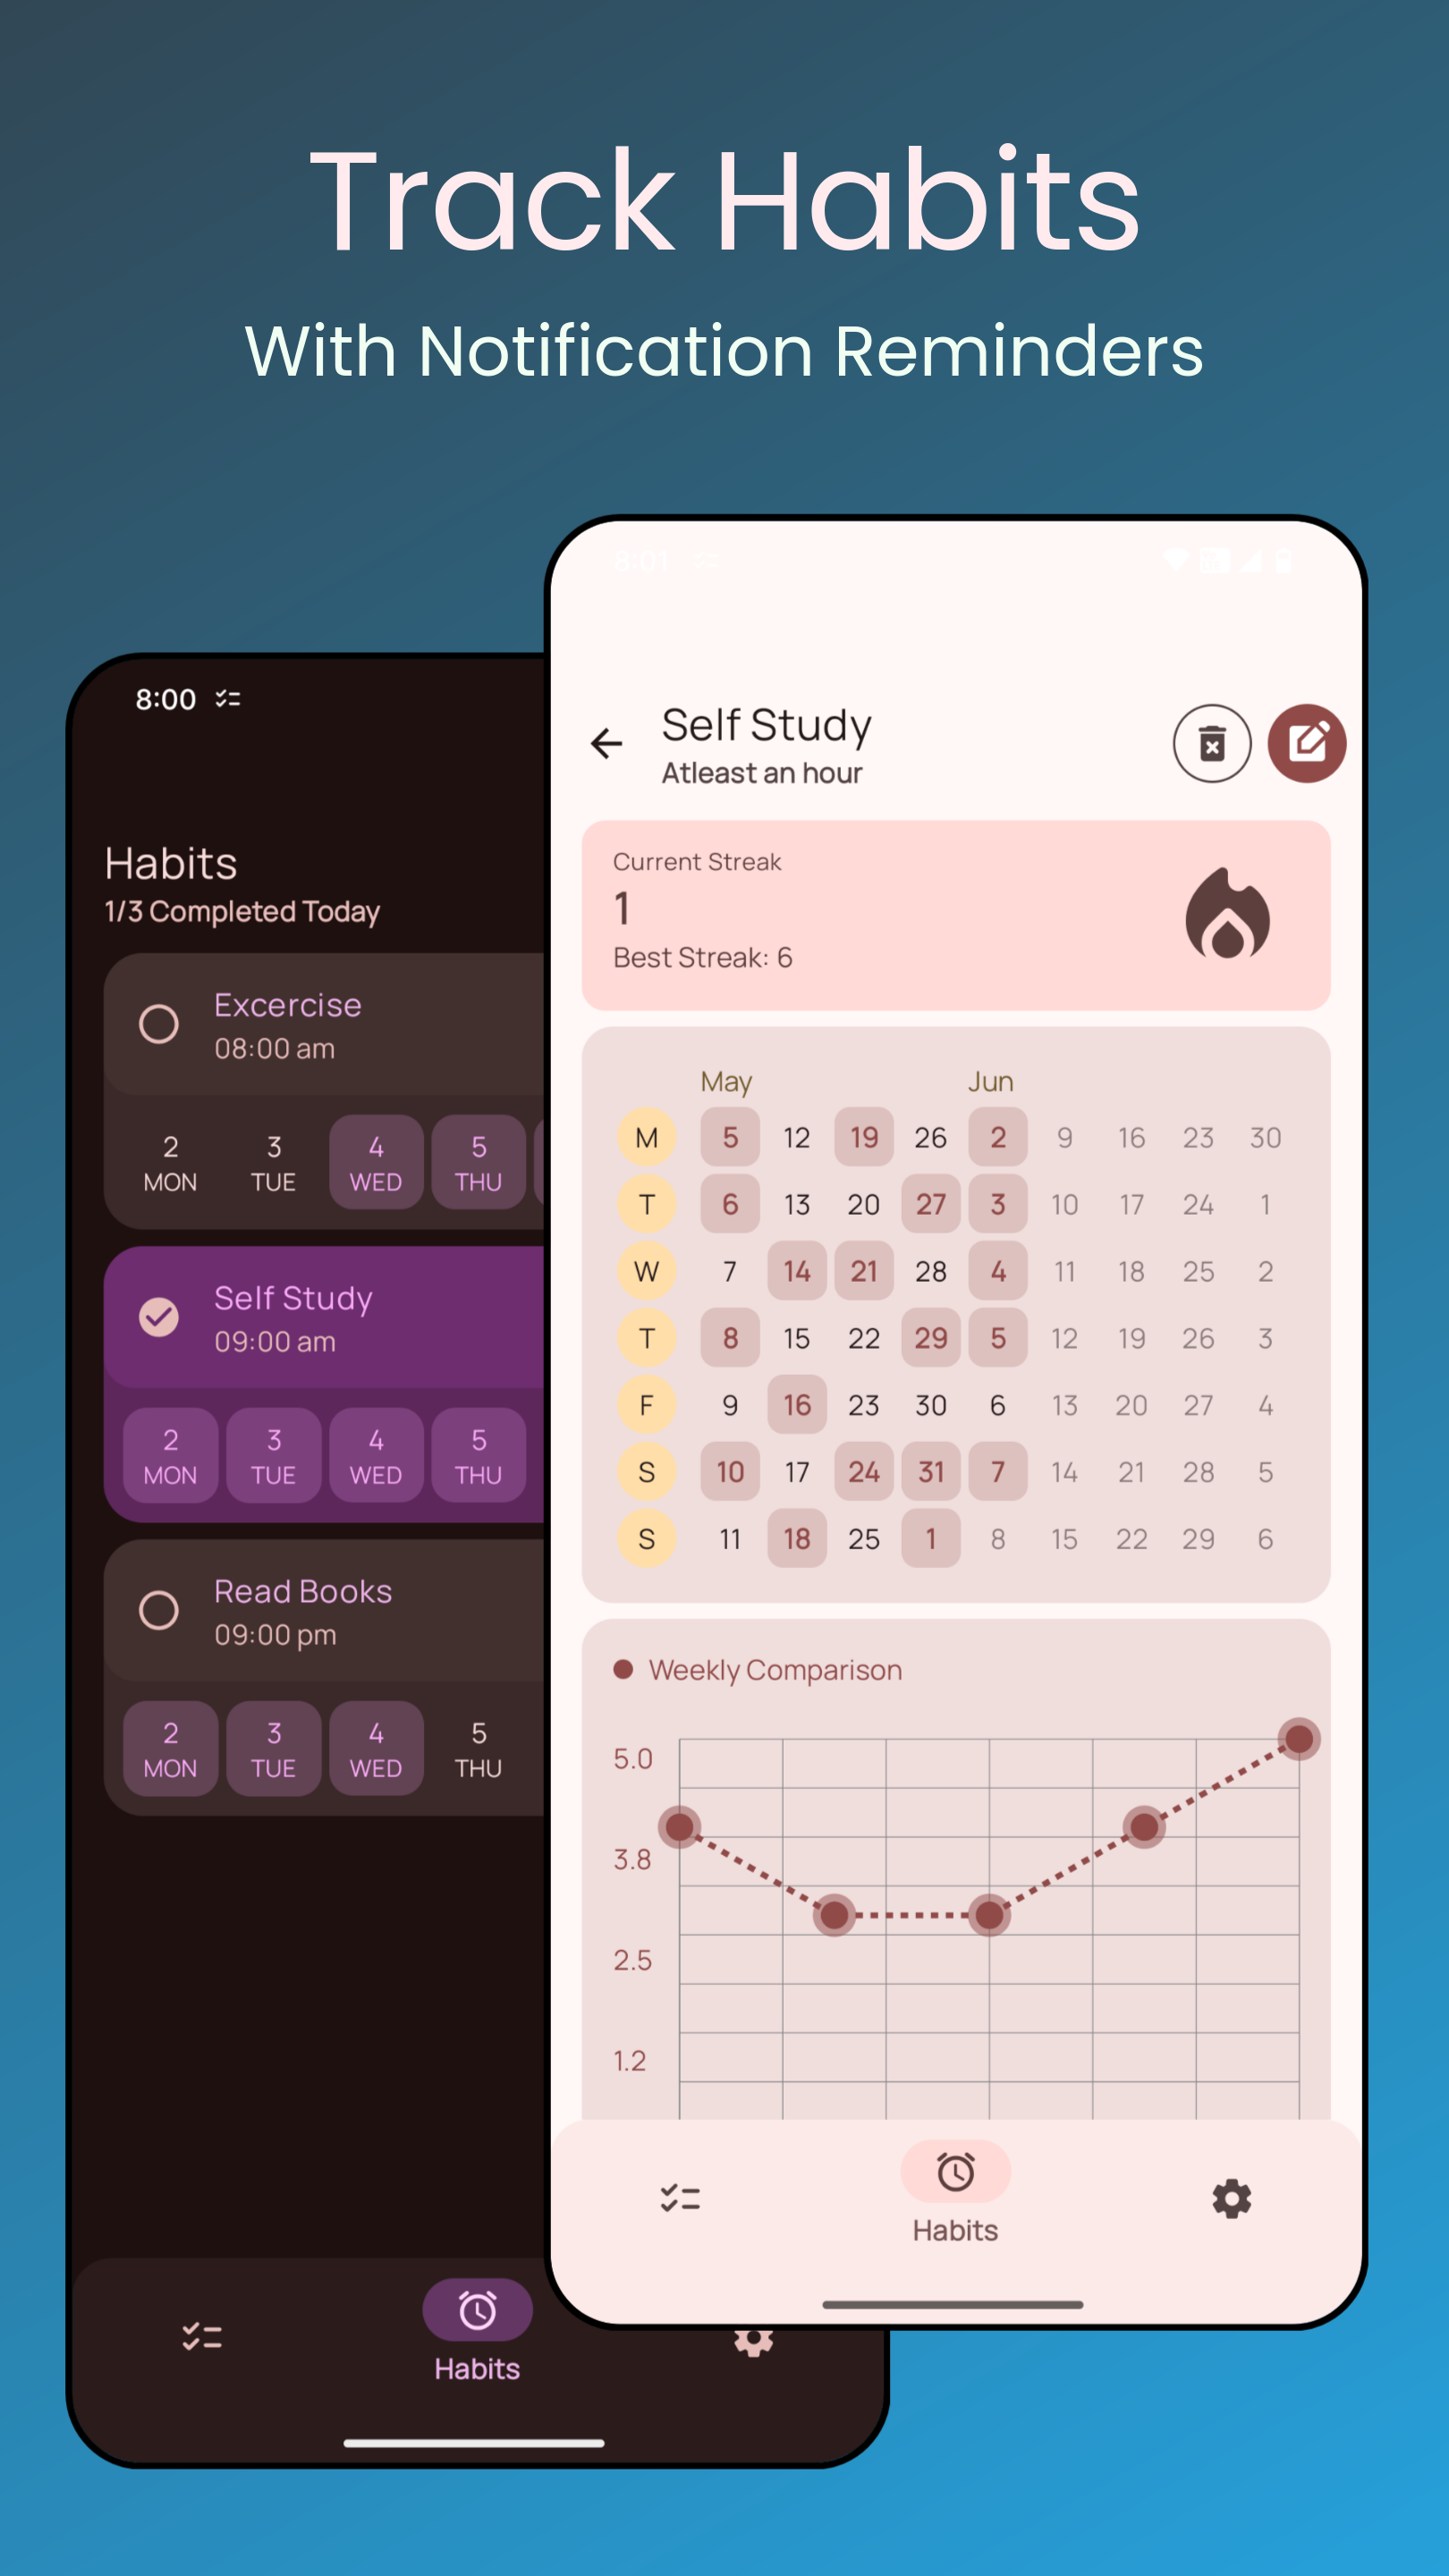 Track Habits
With Notification Reminders
8:00
Habits
1/3 Completed Today
Excercise
08:00 am
2 3 4 5
MON TUE WED THU
Self Study
09:00 am
2 3 4 5
MON TUE WED THU
Read Books
09:00 pm
2 3 4 5
MON TUE WED THU
Habits
8:01
Self Study
Atleast an hour
Current Streak
1
Best Streak: 6
May Jun
M 5 12 19 26 2 9 16 23 30
T 6 13 20 27 3 10 17 24 1
W 7 14 21 28 4 11 18 25 2
T 8 15 22 29 5 12 19 26 3
F 9 16 23 30 6 13 20 27 4
S 10 17 24 31 7 14 21 28 5
S 11 18 25 1 8 15 22 29 6
Weekly Comparison
5.0
3.8
2.5
1.2
Habits